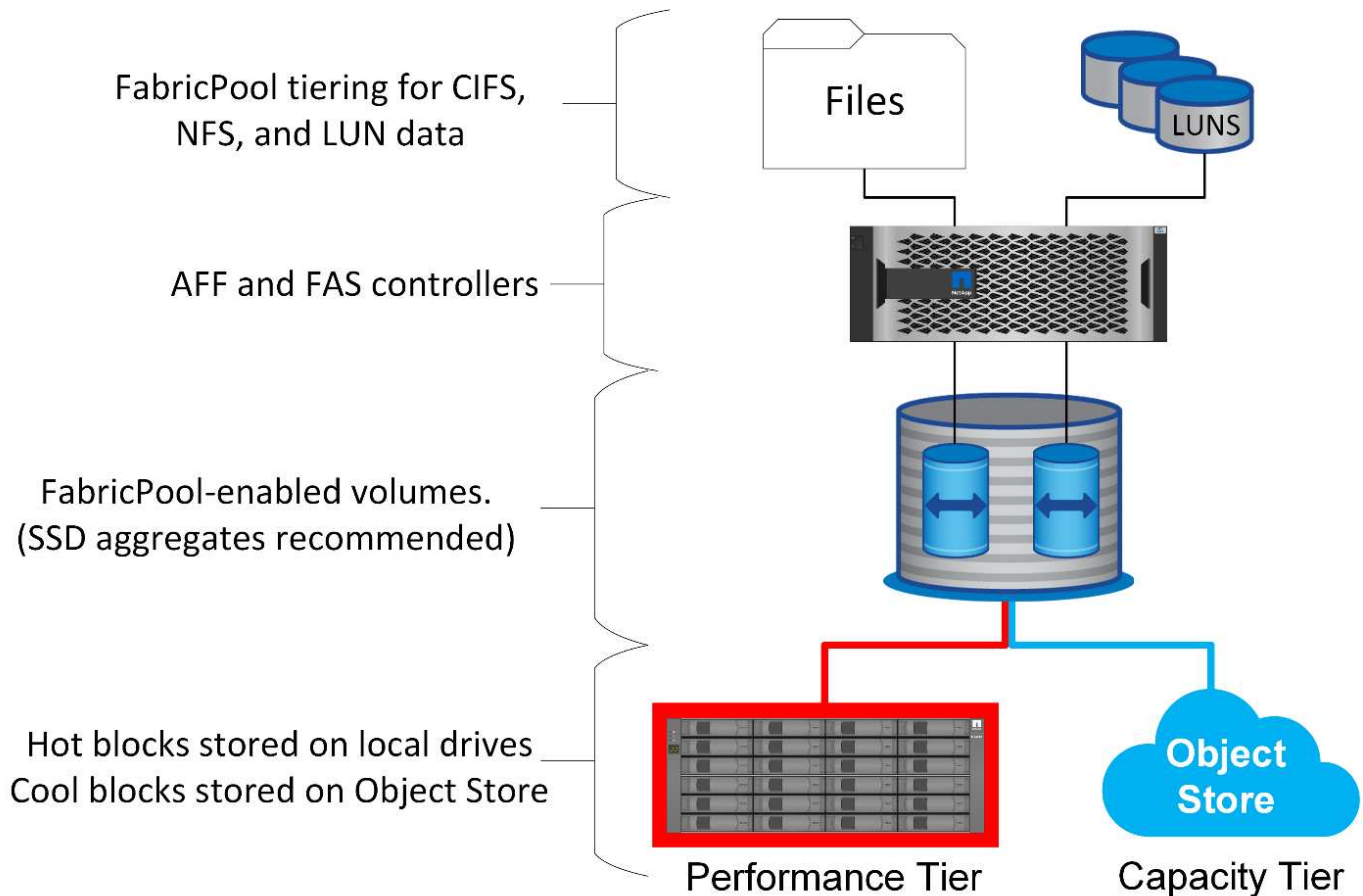 FabricPool tiering for CIFS,
NFS, and LUN data
Files
LUNS
AFF and FAS controllers
NetApp
FabricPool-enabled volumes.
(SSD aggregates recommended)
Hot blocks stored on local drives
Cool blocks stored on Object Store
Object
Store
Performance Tier
Capacity Tier